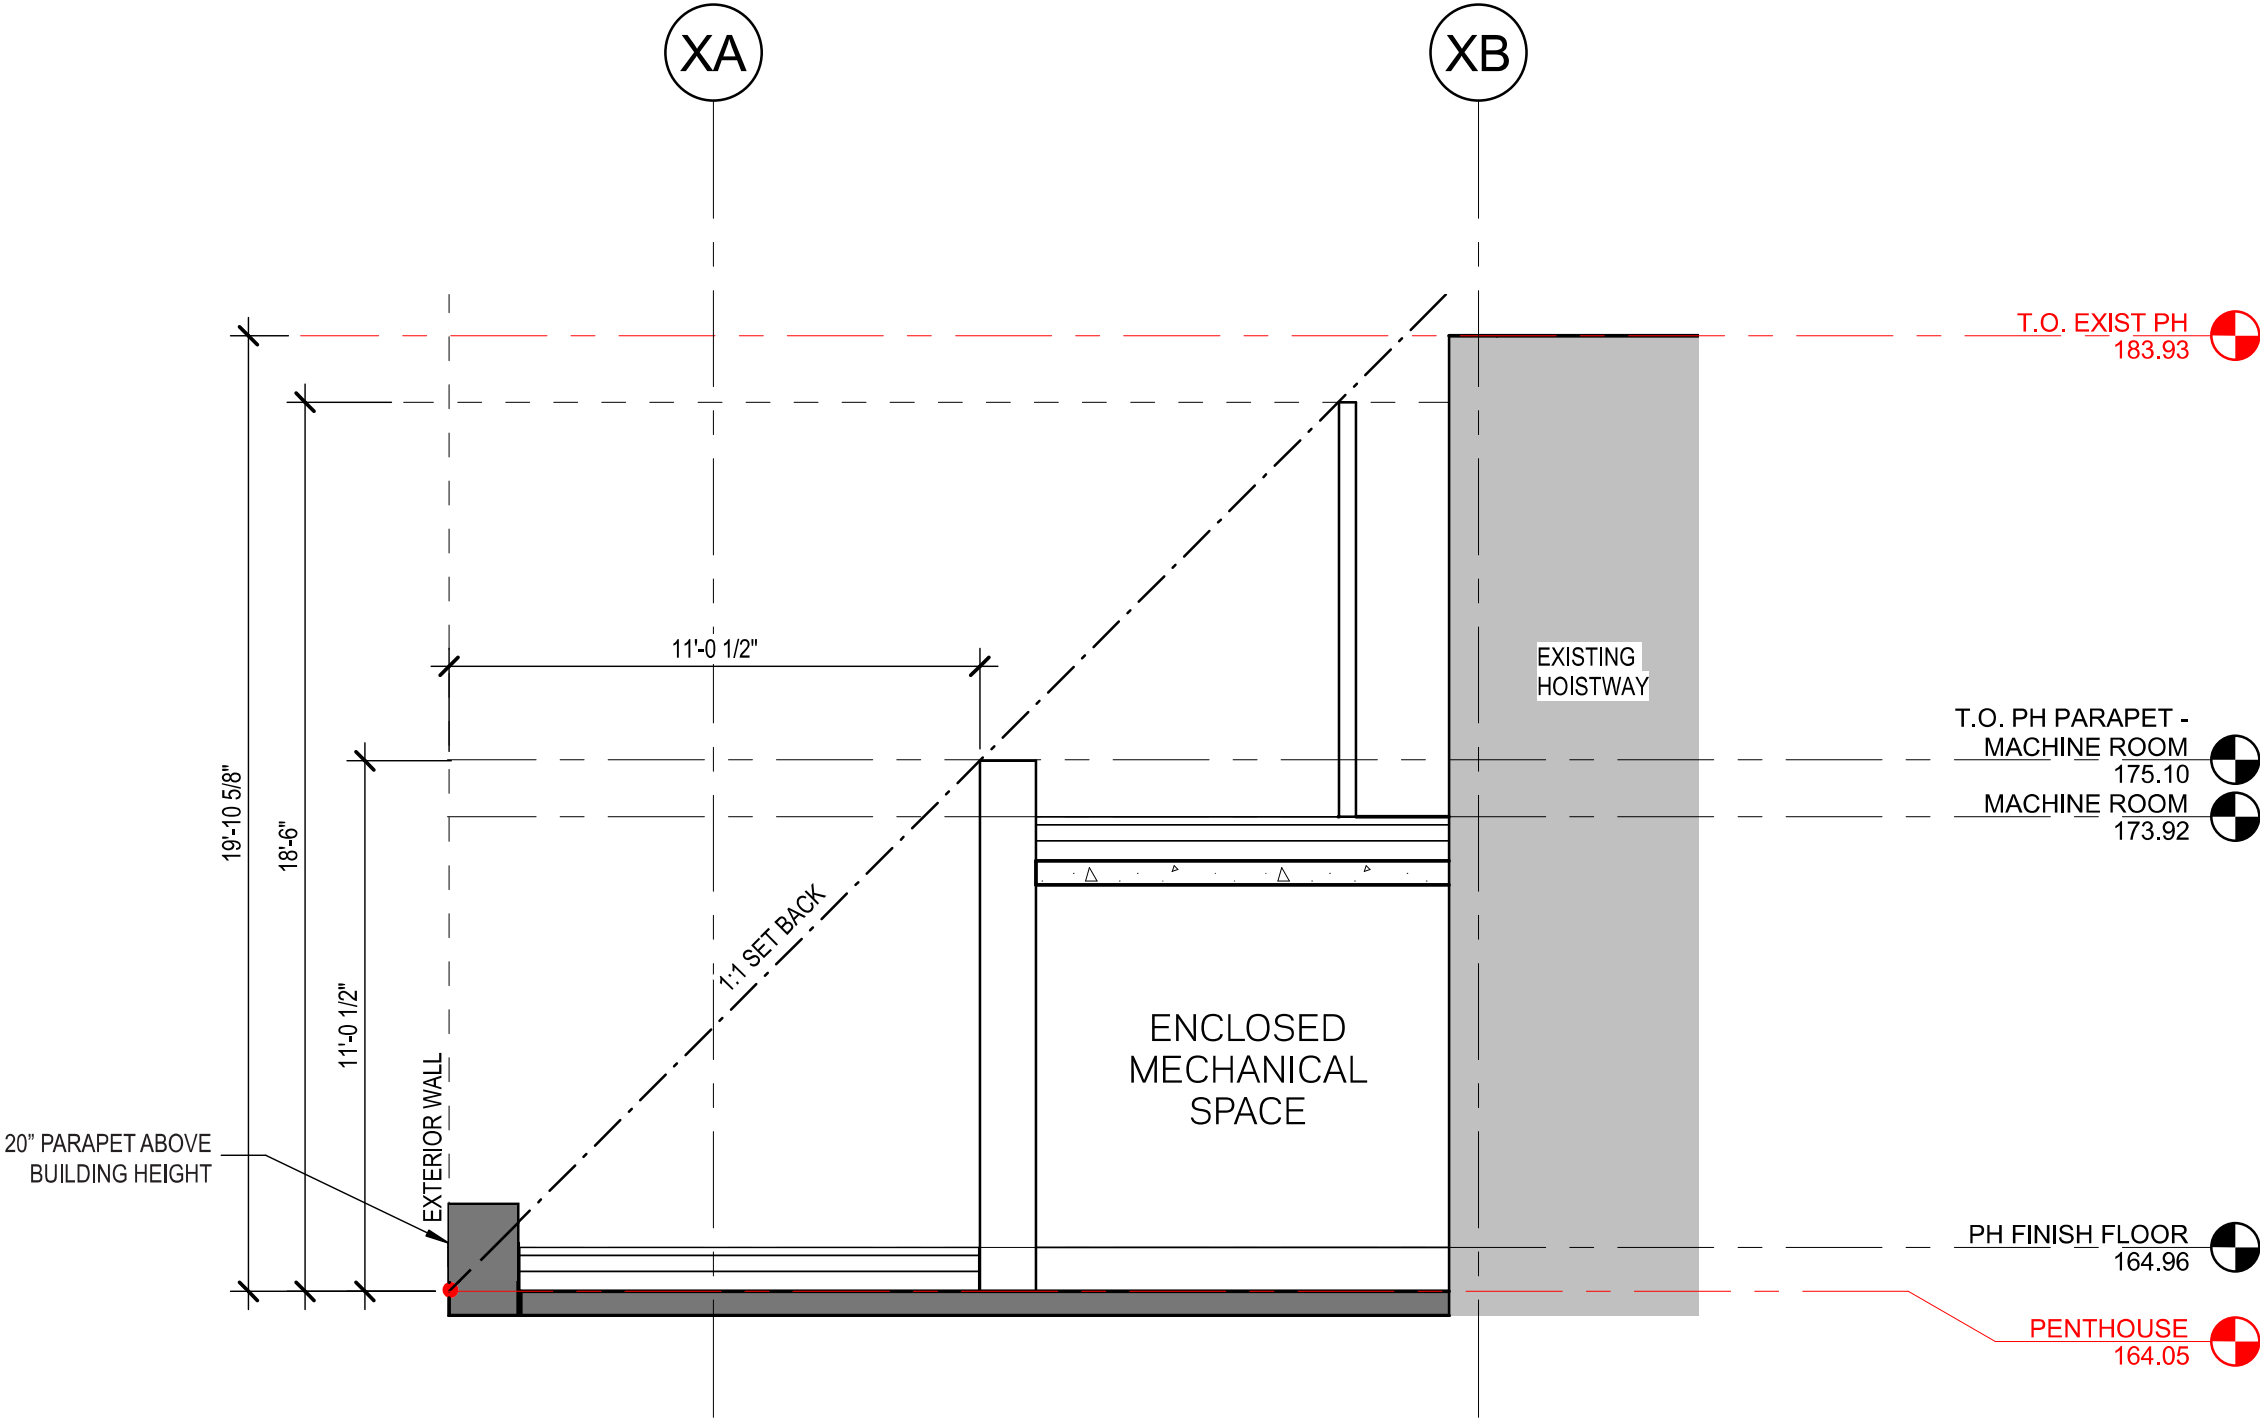 XA
XB
T.O. EXIST PH
183.93
11'-0 1/2"
EXISTING
HOISTWAY
T.O. PH PARAPET -
MACHINE ROOM
175.10
MACHINE ROOM
173.92
19'-10 5/8"
18'-6"
11'-0 1/2"
1:1 SET BACK
ENCLOSED
MECHANICAL
SPACE
EXTERIOR WALL
20” PARAPET ABOVE
BUILDING HEIGHT
PH FINISH FLOOR
164.96
PENTHOUSE
164.05